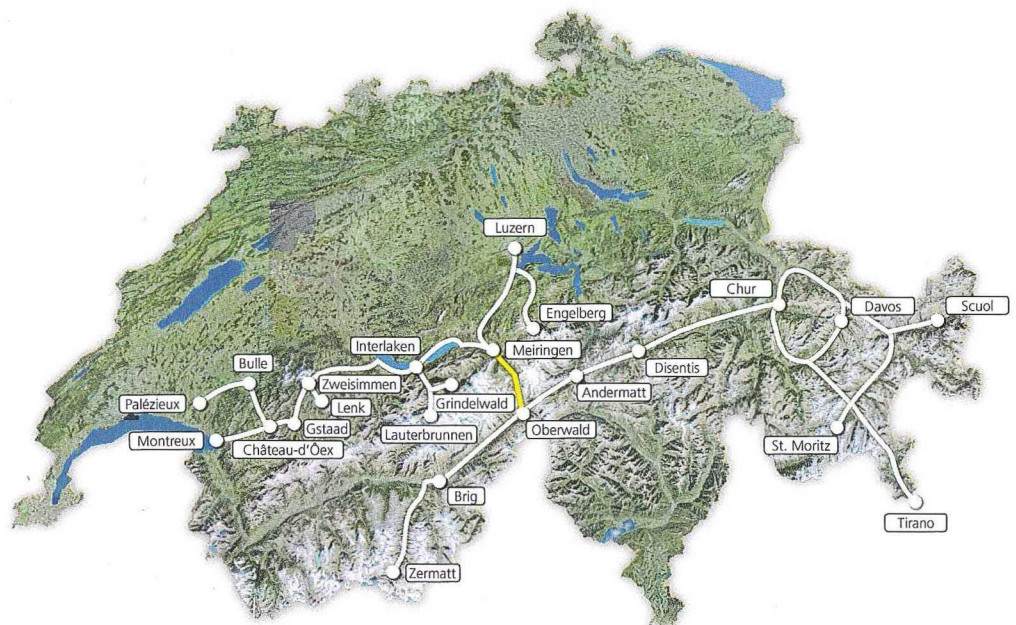 Luzern
Engelberg
Chur
Davos
Scuol
Interlaken
Meiringen
Bulle
Zweisimmen
Disentis
Palézieux
Lenk
Grindelwald
Andermatt
Gstaad
Montreux
Château-d'Öex
Lauterbrunnen
Oberwald
St. Moritz
Brig
Tirano
Zermatt